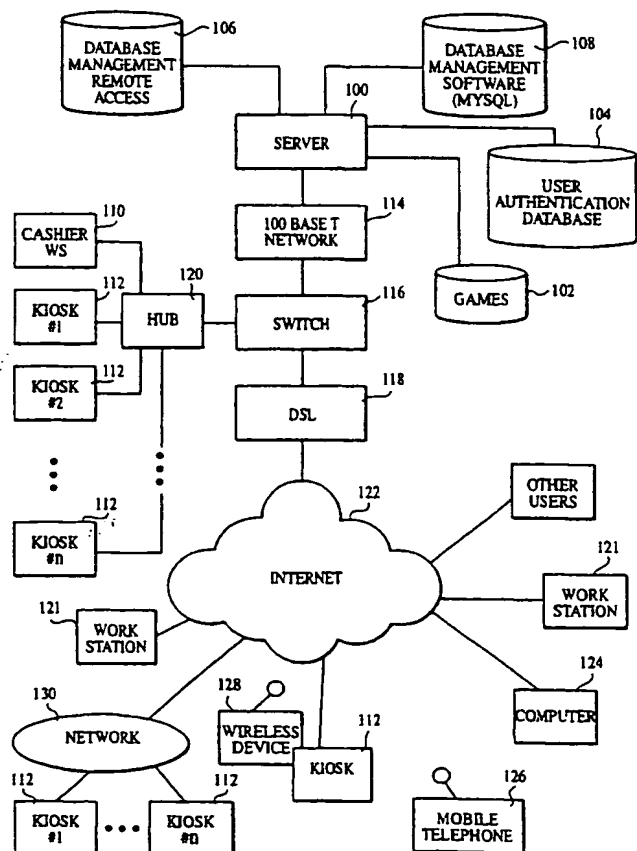 106
DATABASE
MANAGEMENT
REMOTE
ACCESS
DATABASE
MANAGEMENT
SOFTWARE
(MYSQL)
108
100
SERVER
104
USER
AUTHENTICATION
DATABASE
110
CASHIER
WS
114
100 BASE T
NETWORK
120
HUB
112
KIOSK
#1
116
SWITCH
GAMES
102
112
KIOSK
#2
118
DSL
112
KIOSK
#n
122
INTERNET
OTHER
USERS
121
WORK
STATION
121
WORK
STATION
124
COMPUTER
130
NETWORK
128
WIRELESS
DEVICE
112
KIOSK
112
KIOSK
#1
112
KIOSK
#n
126
MOBILE
TELEPHONE